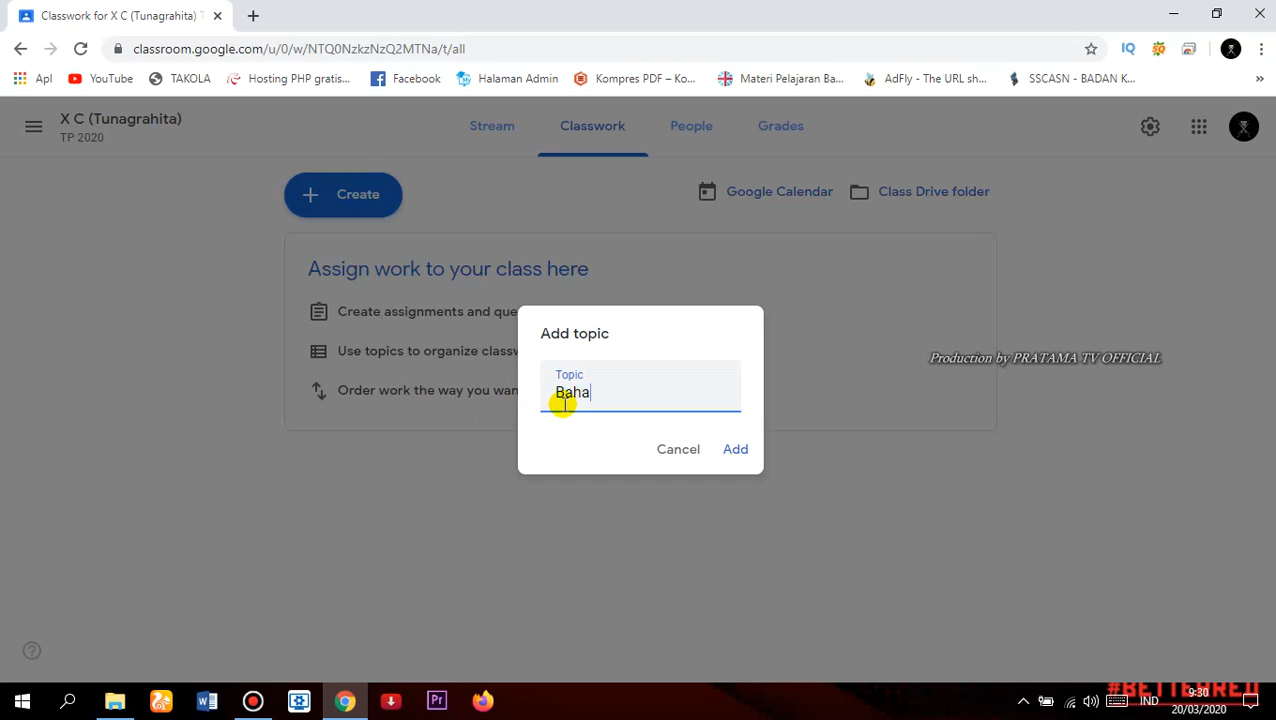 Classwork for X C (Tunagrahita)
classroom.google.com/u/0/w/NTQ0NzkzNzQ2MTNa/t/all
Apl
YouTube
TAKOLA
Hosting PHP gratis...
Facebook
Halaman Admin
Kompres PDF – Ko...
Materi Pelajaran Ba...
AdFly - The URL sh...
SSCASN - BADAN K...
»
X C (Tunagrahita)
TP 2020
Stream
Classwork
People
Grades
Create
Google Calendar
Class Drive folder
Assign work to your class here
Create assignments and que
Use topics to organize classw
Order work the way you wan
Add topic
Topic
Baha
Cancel
Add
Production by PRATAMA TV OFFICIAL
#BETTERRED
IND
9:30
20/03/2020